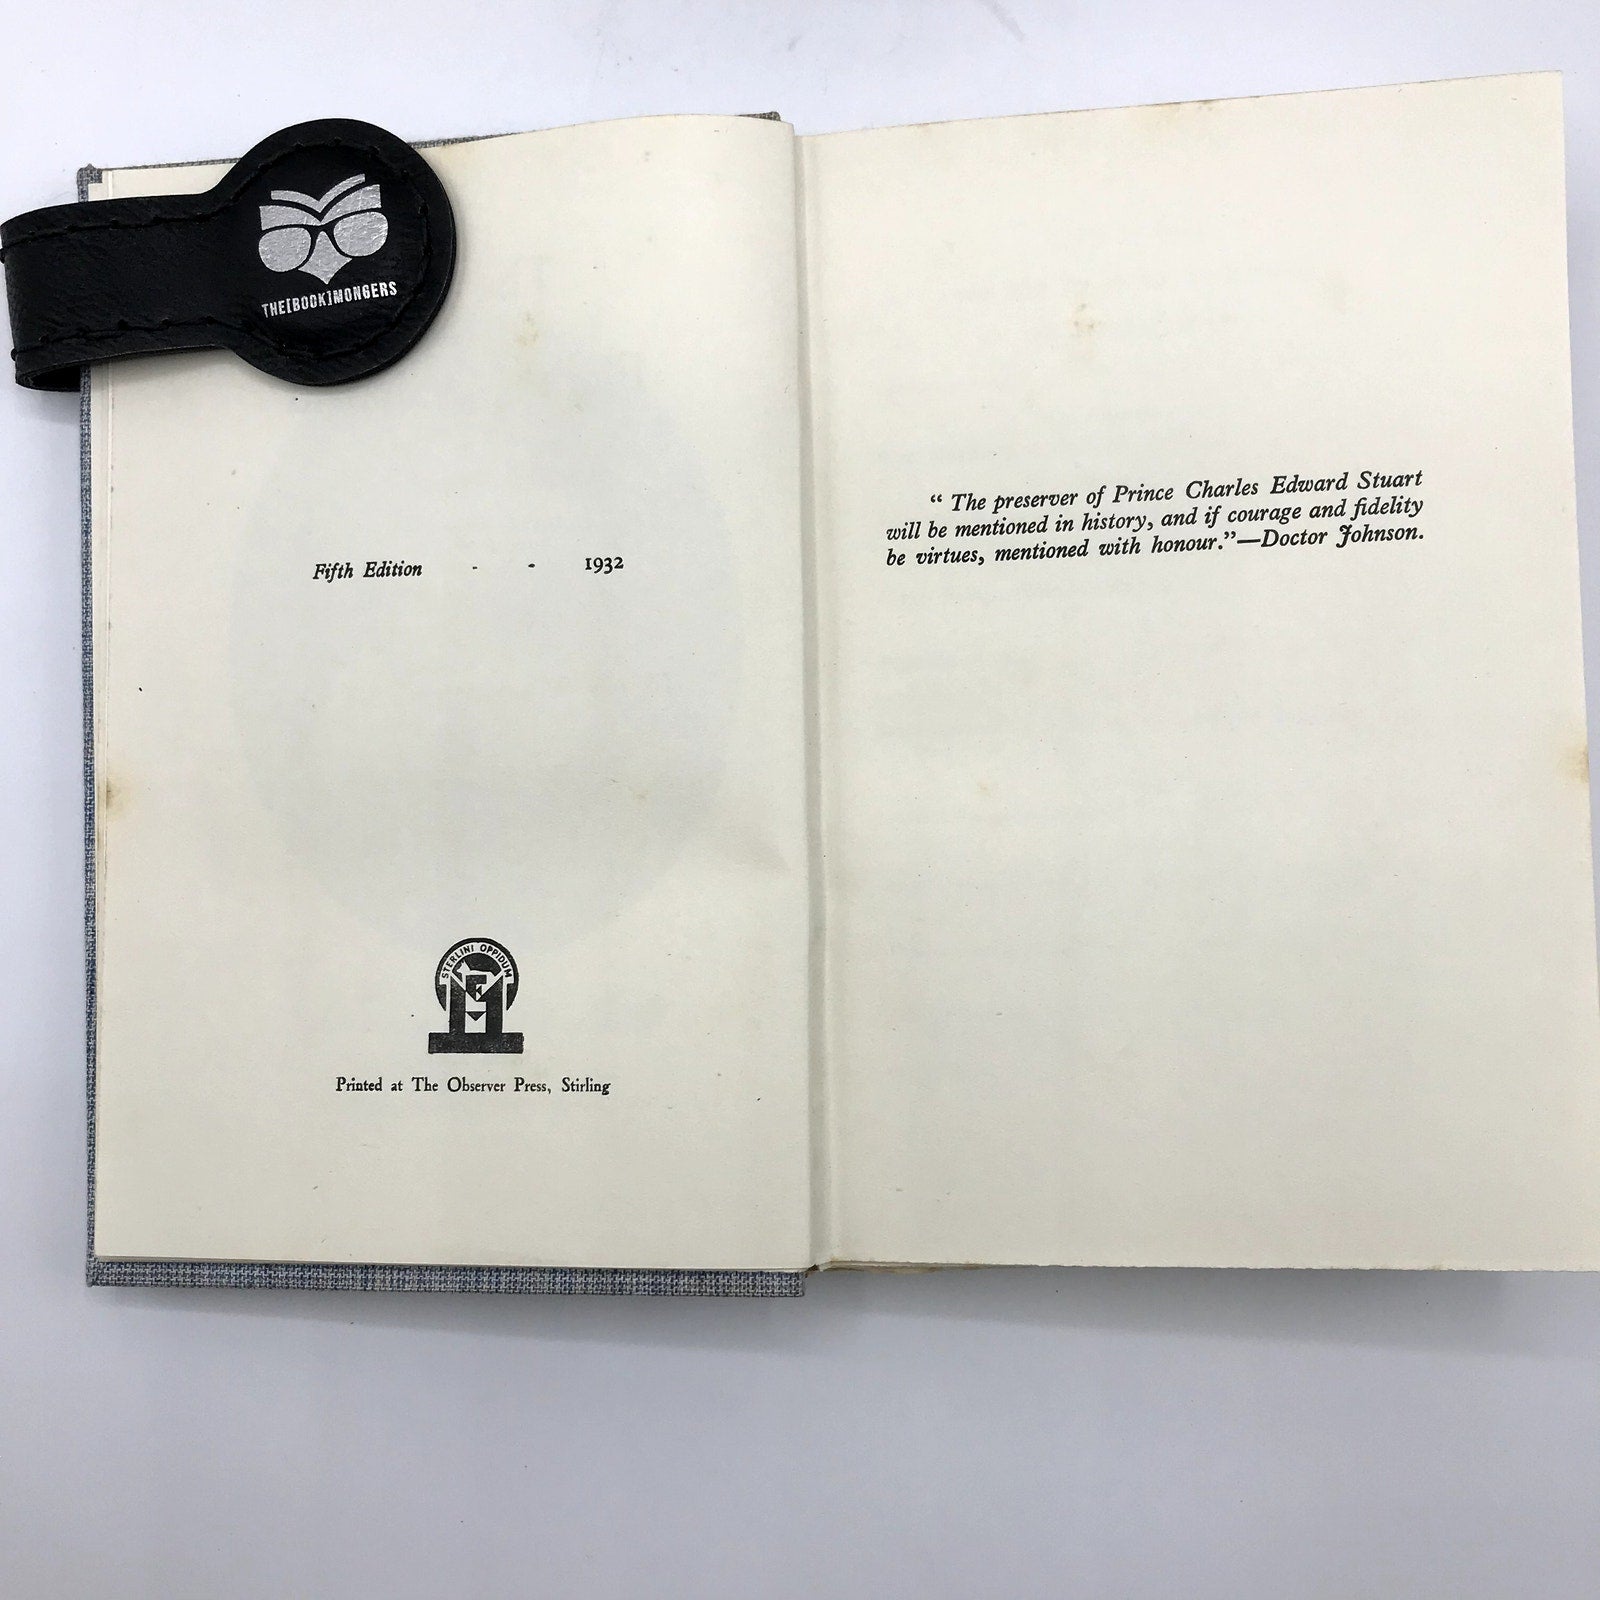 THE[BOOK]MONGERS
Fifth Edition - - 1932
STERLINI OPPIDUM
Printed at The Observer Press, Stirling
“ The preserver of Prince Charles Edward Stuart
will be mentioned in history, and if courage and fidelity
be virtues, mentioned with honour.”—Doctor Johnson.